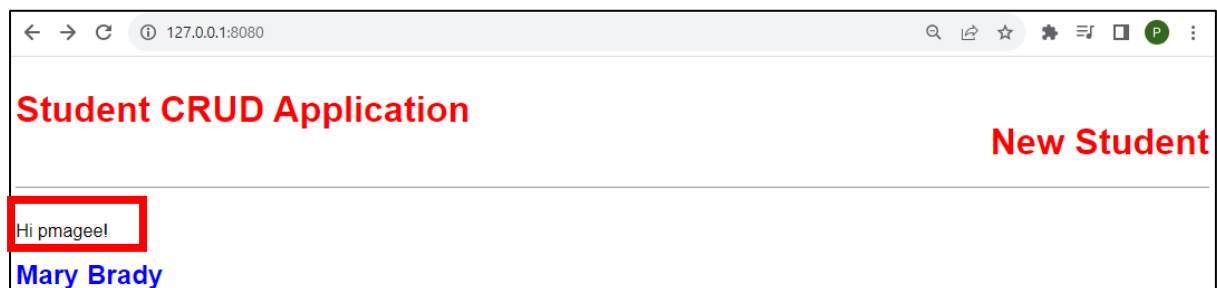 127.0.0.1:8080
P
Student CRUD Application
New Student
Hi pmagee!
Mary Brady